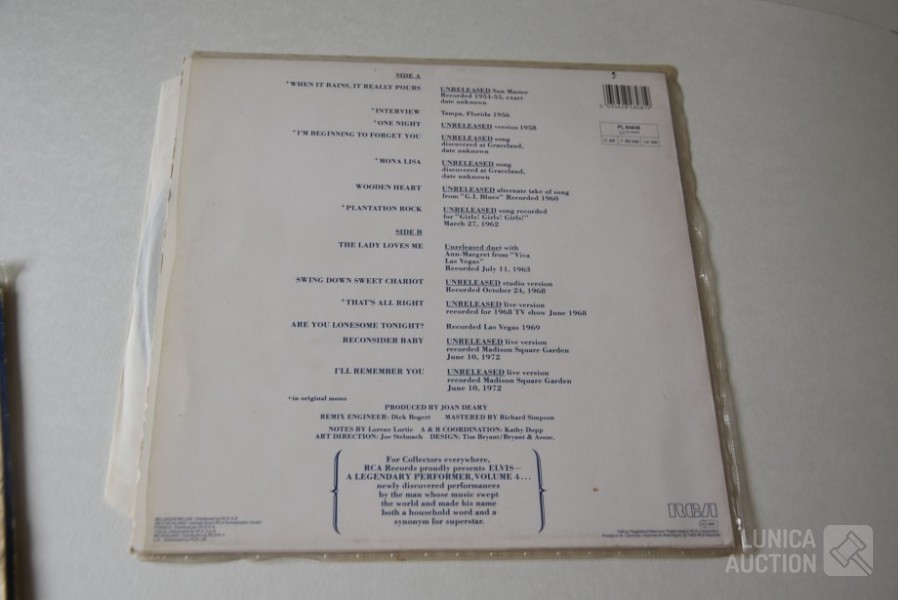 SIDE A
*WHEN IT RAINS, IT REALLY POURS
UNRELEASED Sun Master
Recorded 1954-55, exact
date unknown
*INTERVIEW
Tampa, Florida 1956
*ONE NIGHT
UNRELEASED version 1958
*I'M BEGINNING TO FORGET YOU
UNRELEASED song
discovered at Graceland,
date unknown
*MONA LISA
UNRELEASED song
discovered at Graceland,
date unknown
WOODEN HEART
UNRELEASED alternate take of song
from "G.I. Blues" Recorded 1960
*PLANTATION ROCK
UNRELEASED song recorded
for "Girls! Girls! Girls!"
March 27, 1962
SIDE B
THE LADY LOVES ME
Unreleased duet with
Ann-Margret from "Viva
Las Vegas"
Recorded July 11, 1963
SWING DOWN SWEET CHARIOT
UNRELEASED studio version
Recorded October 24, 1968
*THAT'S ALL RIGHT
UNRELEASED live version
recorded for 1968 TV show June 1968
ARE YOU LONESOME TONIGHT?
Recorded Las Vegas 1969
RECONSIDER BABY
UNRELEASED live version
recorded Madison Square Garden
June 10, 1972
I'LL REMEMBER YOU
UNRELEASED live version
recorded Madison Square Garden
June 10, 1972
*in original mono
PRODUCED BY JOAN DEARY
REMIX ENGINEER: Dick Bogert MASTERED BY Richard Simpson
NOTES BY Lorene Lortie A & R COORDINATION: Kathy Depp
ART DIRECTION: Joe Stelmach DESIGN: Tim Bryant/Bryant & Assoc.
For Collectors everywhere,
RCA Records proudly presents ELVIS—
A LEGENDARY PERFORMER, VOLUME 4...
newly discovered performances
by the man whose music swept
the world and made his name
both a household word and a
synonym for superstar.
RCA
LUNICA
AUCTION